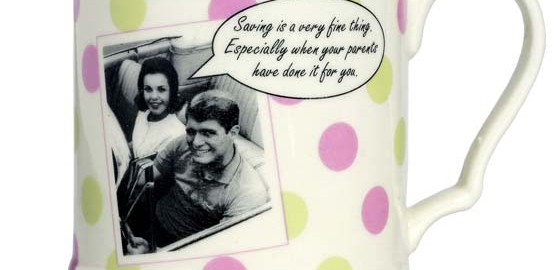 Saving is a very fine thing.
Especially when your parents
have done it for you.